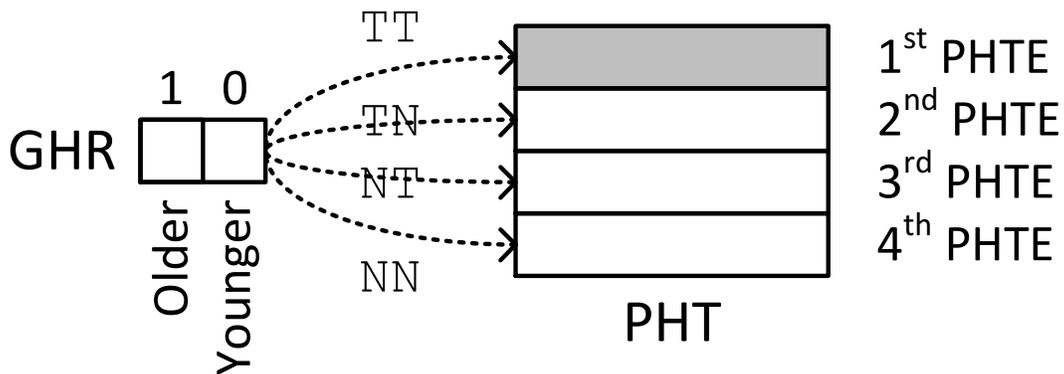 TT
1st PHTE
1 0
TN
2nd PHTE
GHR
NT
3rd PHTE
4th PHTE
Older
Younger
NN
PHT